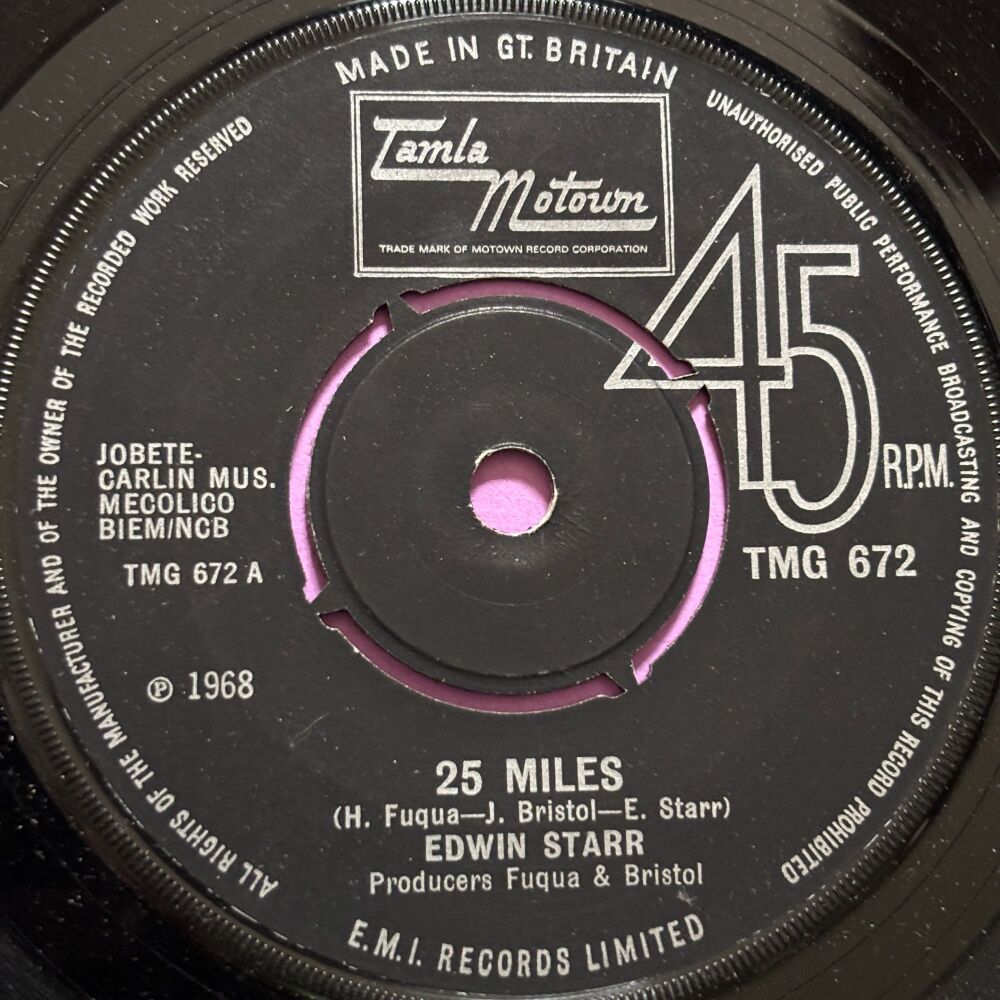 MADE IN GT. BRITAIN
UNAUTHORISED PUBLIC PERFORMANCE BROADCASTING AND COPYING OF THIS RECORD PROHIBITED
ALL RIGHTS OF THE MANUFACTURER AND OF THE OWNER OF THE RECORDED WORK RESERVED
Tamla
Motown
TRADE MARK OF MOTOWN RECORD CORPORATION
45
R.P.M.
JOBETE-
CARLIN MUS.
MECOLICO
BIEM/NCB
TMG 672 A
TMG 672
℗ 1968
25 MILES
(H. Fuqua—J. Bristol—E. Starr)
EDWIN STARR
Producers Fuqua & Bristol
E.M.I. RECORDS LIMITED